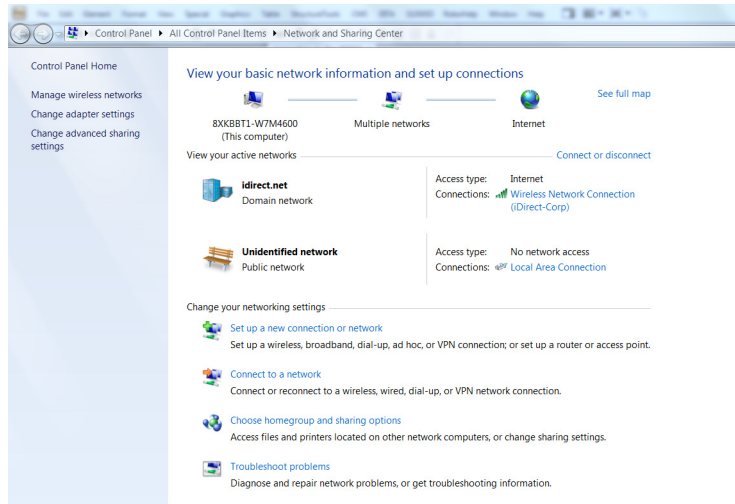 Control Panel All Control Panel Items Network and Sharing Center
Control Panel Home
Manage wireless networks
Change adapter settings
Change advanced sharing
settings
View your basic network information and set up connections
See full map
8XKBBT1-W7M4600
(This computer)
Multiple networks
Internet
View your active networks
Connect or disconnect
idirect.net
Domain network
Access type: Internet
Connections: Wireless Network Connection
(iDirect-Corp)
Unidentified network
Public network
Access type: No network access
Connections: Local Area Connection
Change your networking settings
Set up a new connection or network
Set up a wireless, broadband, dial-up, ad hoc, or VPN connection; or set up a router or access point.
Connect to a network
Connect or reconnect to a wireless, wired, dial-up, or VPN network connection.
Choose homegroup and sharing options
Access files and printers located on other network computers, or change sharing settings.
Troubleshoot problems
Diagnose and repair network problems, or get troubleshooting information.